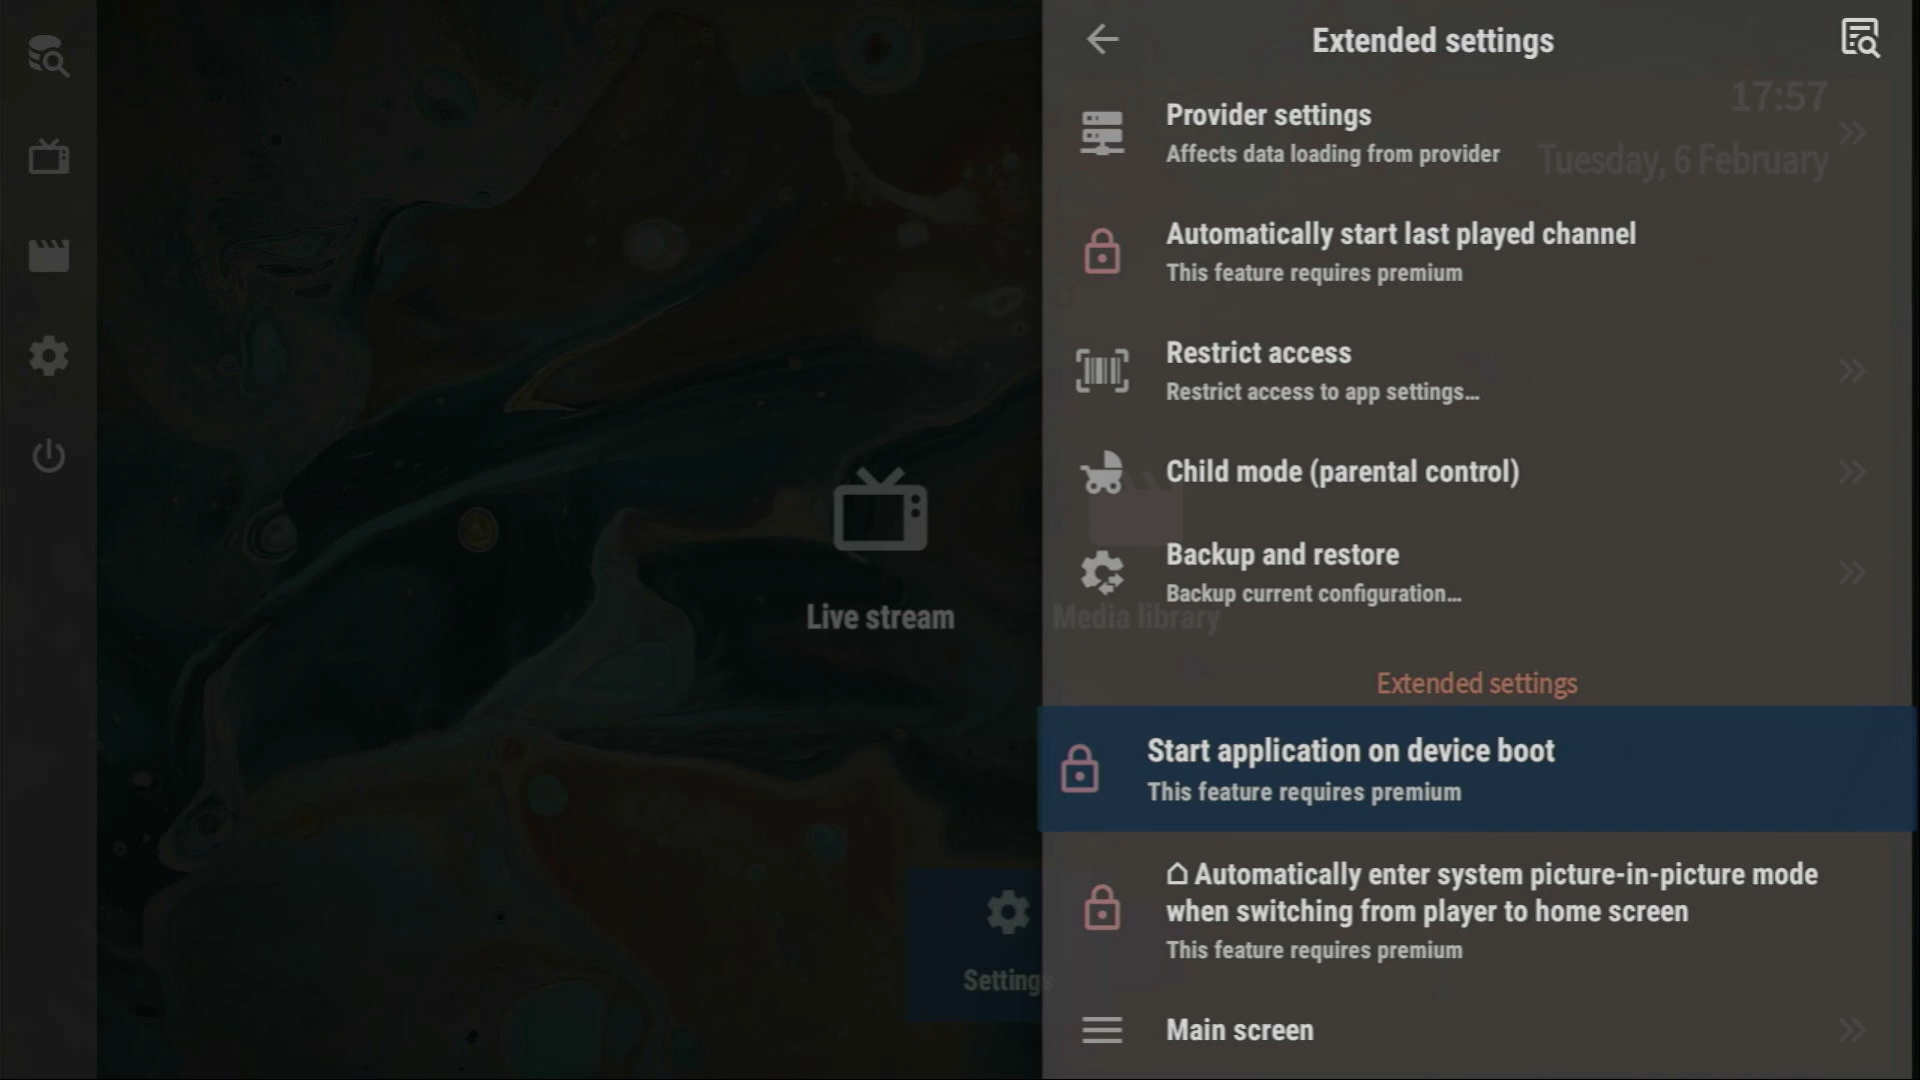 Extended settings
17:57
Tuesday, 6 February
Provider settings
Affects data loading from provider
Automatically start last played channel
This feature requires premium
Restrict access
Restrict access to app settings…
Child mode (parental control)
Backup and restore
Backup current configuration…
Live stream
Media library
Extended settings
Start application on device boot
This feature requires premium
Automatically enter system picture-in-picture mode
when switching from player to home screen
This feature requires premium
Settings
Main screen